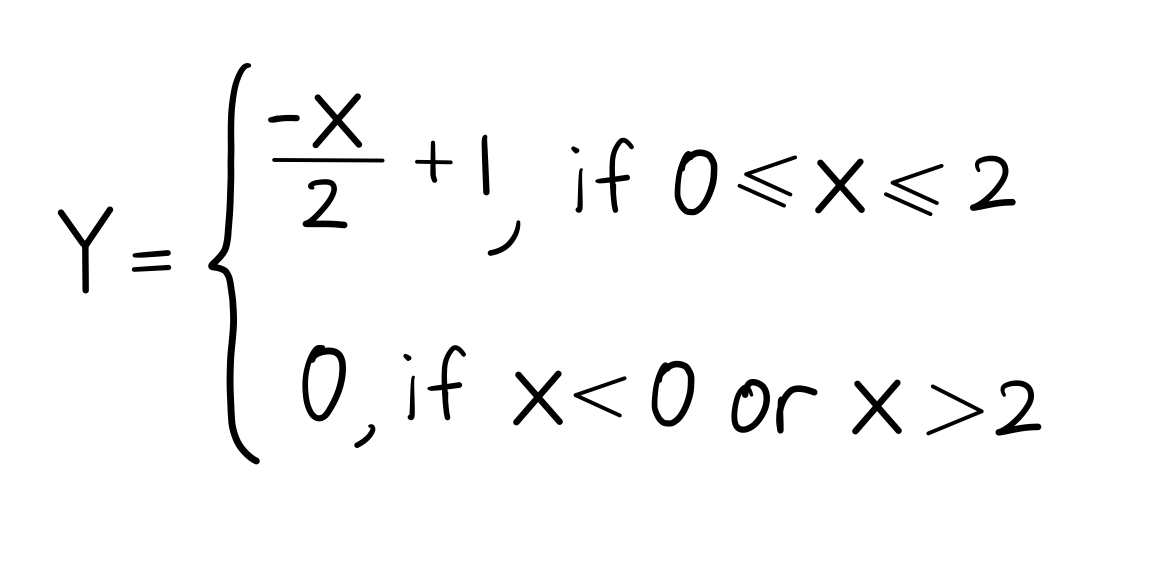 Y = { -X/2 + 1, if 0 ⩽ X ⩽ 2
0, if X < 0 or X > 2